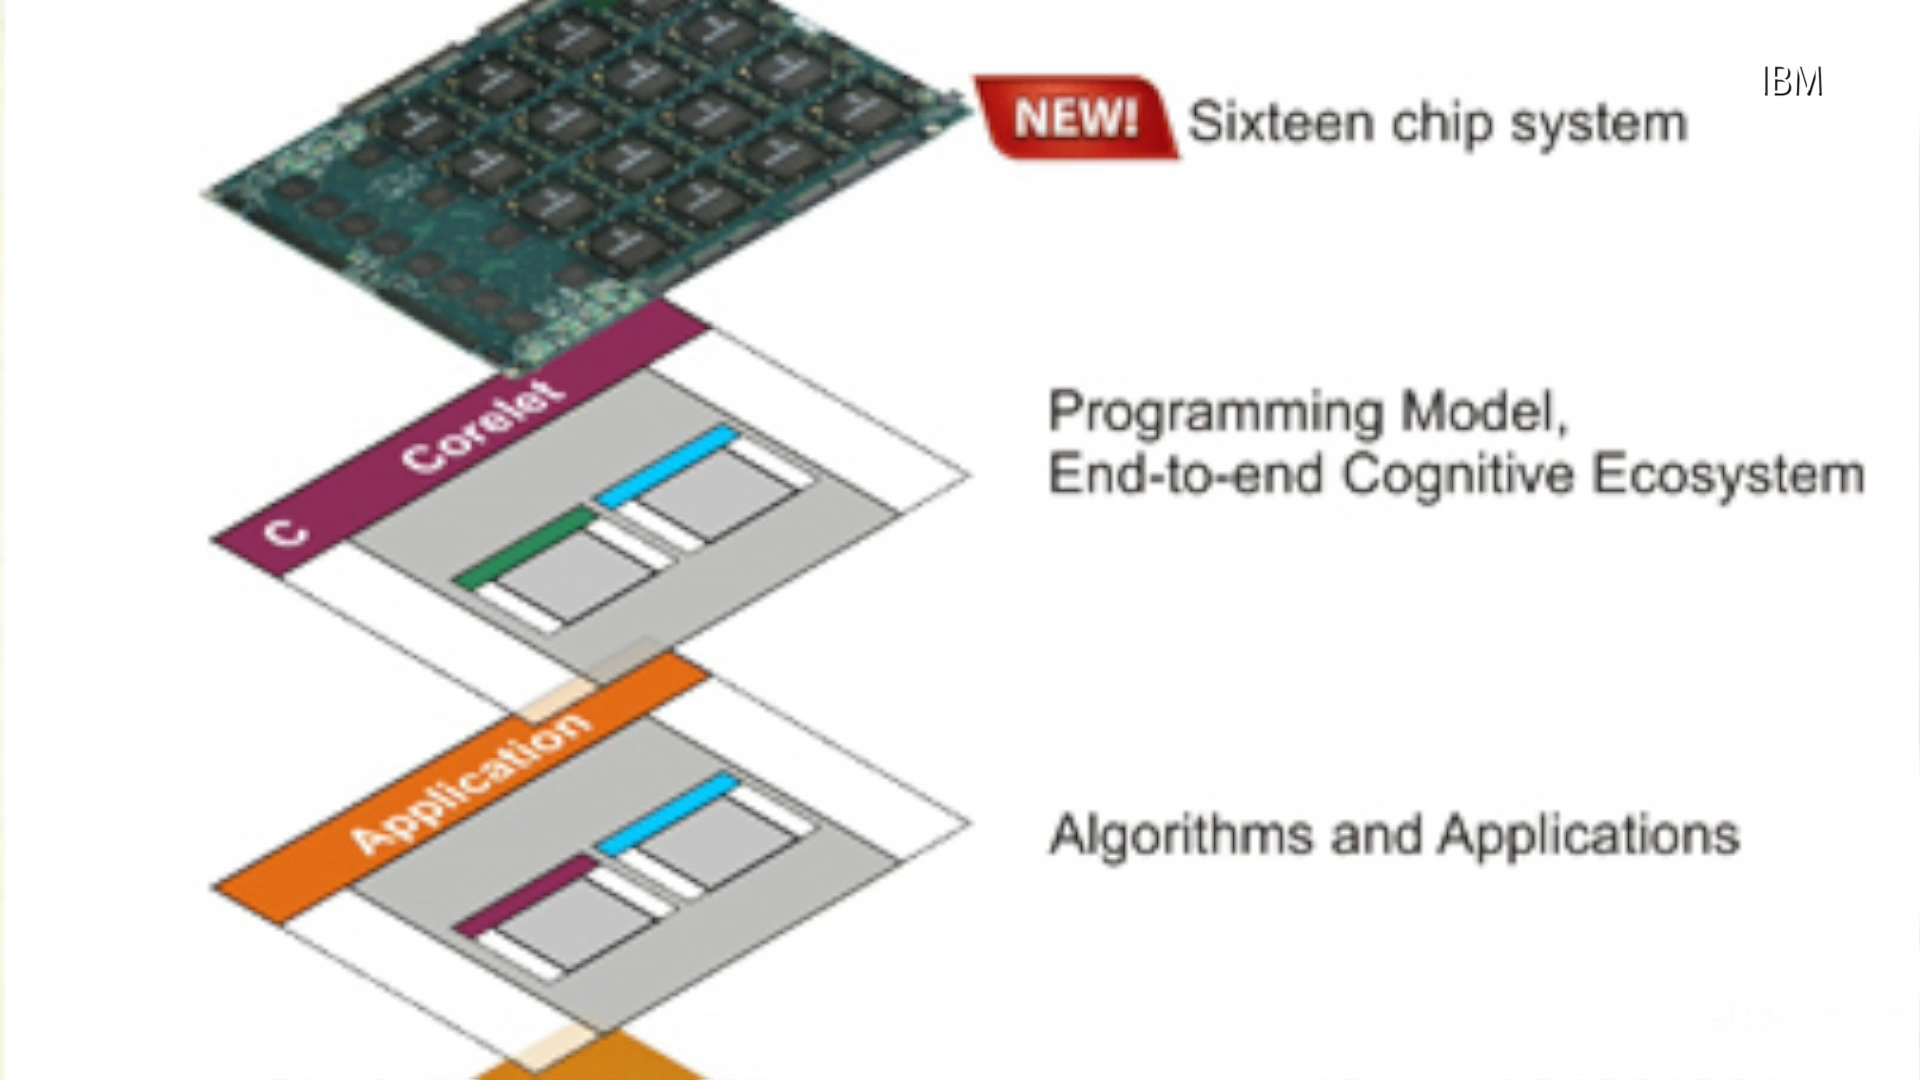 IBM
NEW! Sixteen chip system
Corelet
C
Programming Model,
End-to-end Cognitive Ecosystem
Application
Algorithms and Applications